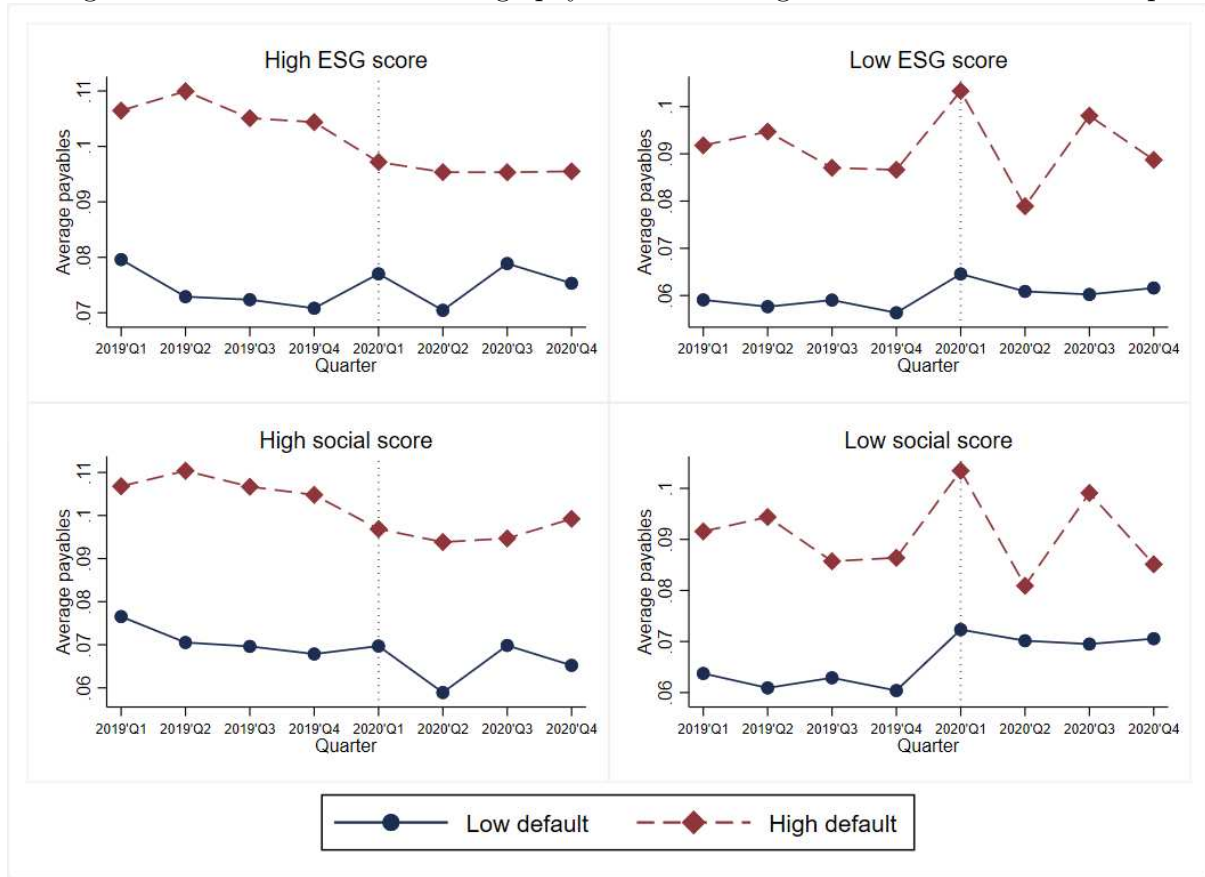 High ESG score
Average payables
.11
.1
.09
.08
.07
2019'Q1 2019'Q2 2019'Q3 2019'Q4 2020'Q1 2020'Q2 2020'Q3 2020'Q4
Quarter
Low ESG score
Average payables
.1
.09
.08
.07
.06
2019'Q1 2019'Q2 2019'Q3 2019'Q4 2020'Q1 2020'Q2 2020'Q3 2020'Q4
Quarter
High social score
Average payables
.11
.1
.09
.08
.07
.06
2019'Q1 2019'Q2 2019'Q3 2019'Q4 2020'Q1 2020'Q2 2020'Q3 2020'Q4
Quarter
Low social score
Average payables
.1
.09
.08
.07
.06
2019'Q1 2019'Q2 2019'Q3 2019'Q4 2020'Q1 2020'Q2 2020'Q3 2020'Q4
Quarter
Low default High default